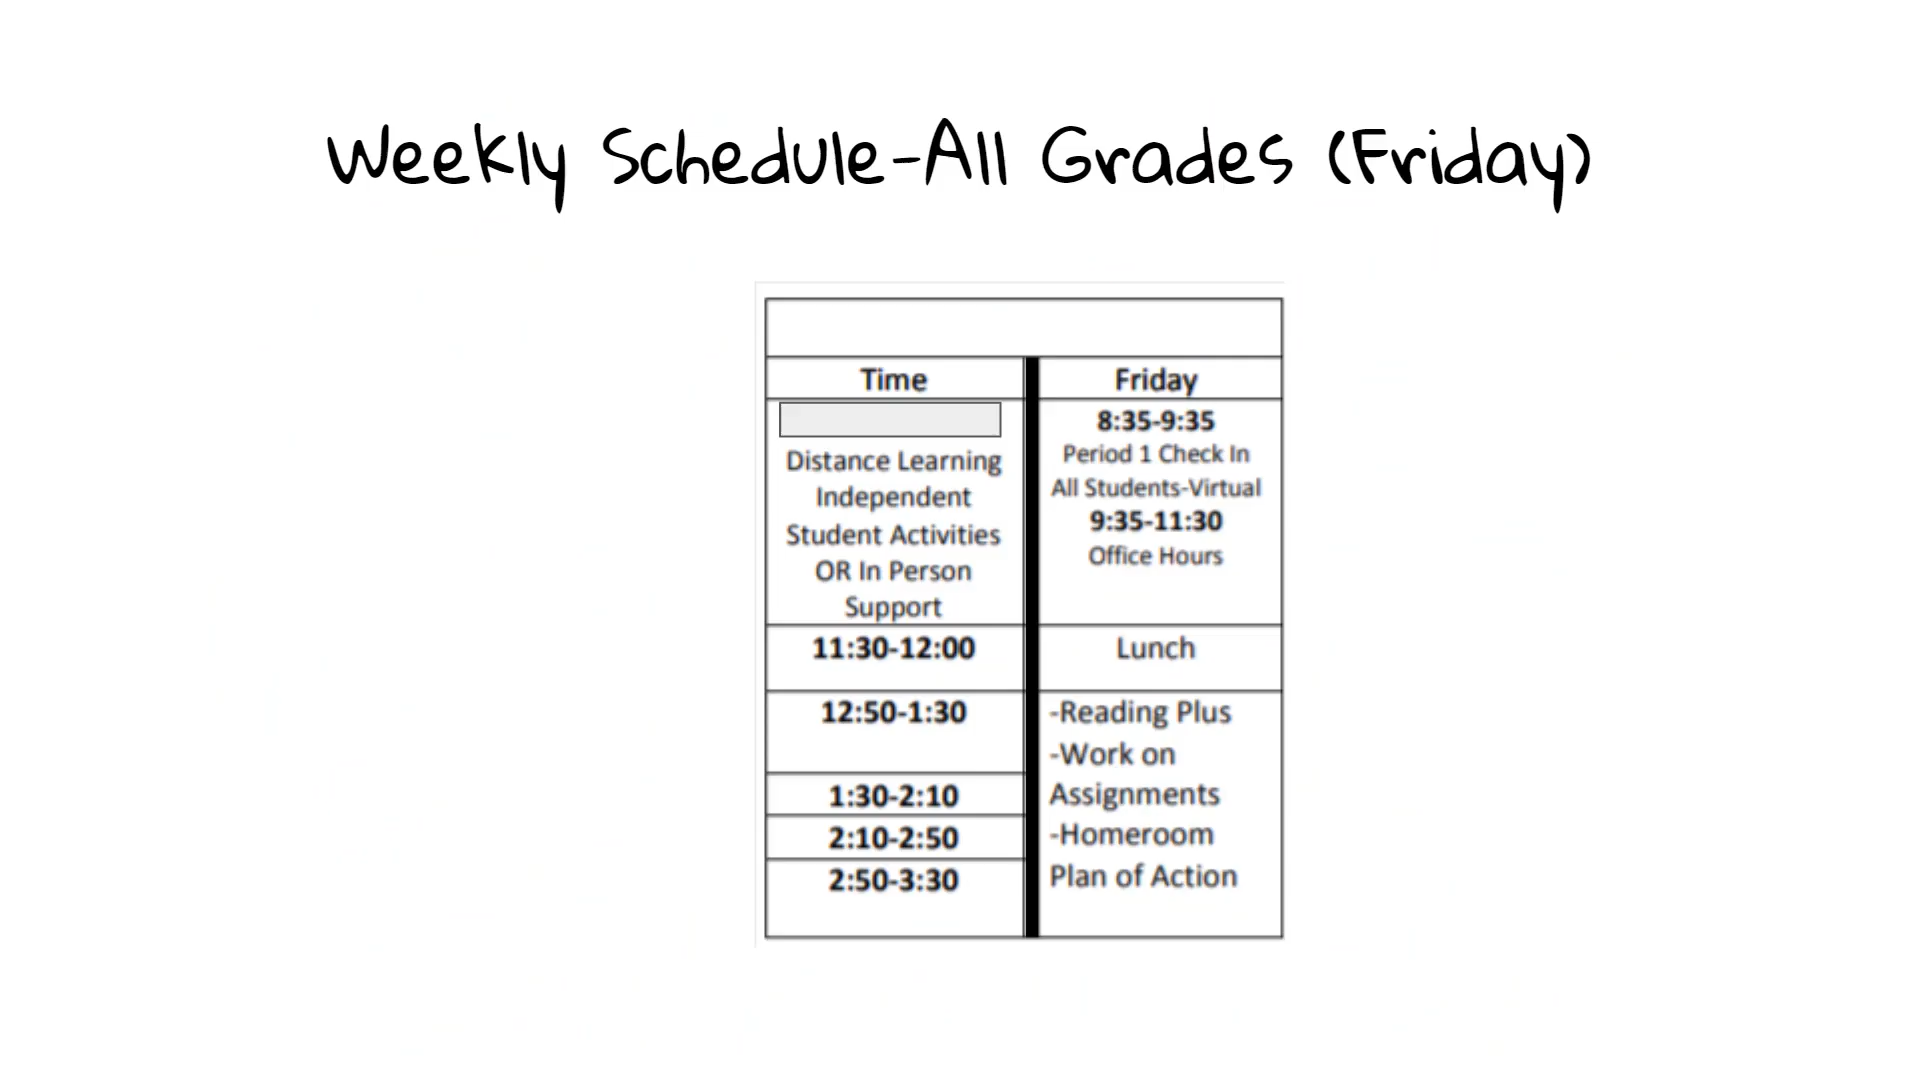 Weekly Schedule-All Grades (Friday)
Time
Friday
Distance Learning
Independent
Student Activities
OR In Person
Support
8:35-9:35
Period 1 Check In
All Students-Virtual
9:35-11:30
Office Hours
11:30-12:00
Lunch
12:50-1:30
1:30-2:10
2:10-2:50
2:50-3:30
-Reading Plus
-Work on
Assignments
-Homeroom
Plan of Action